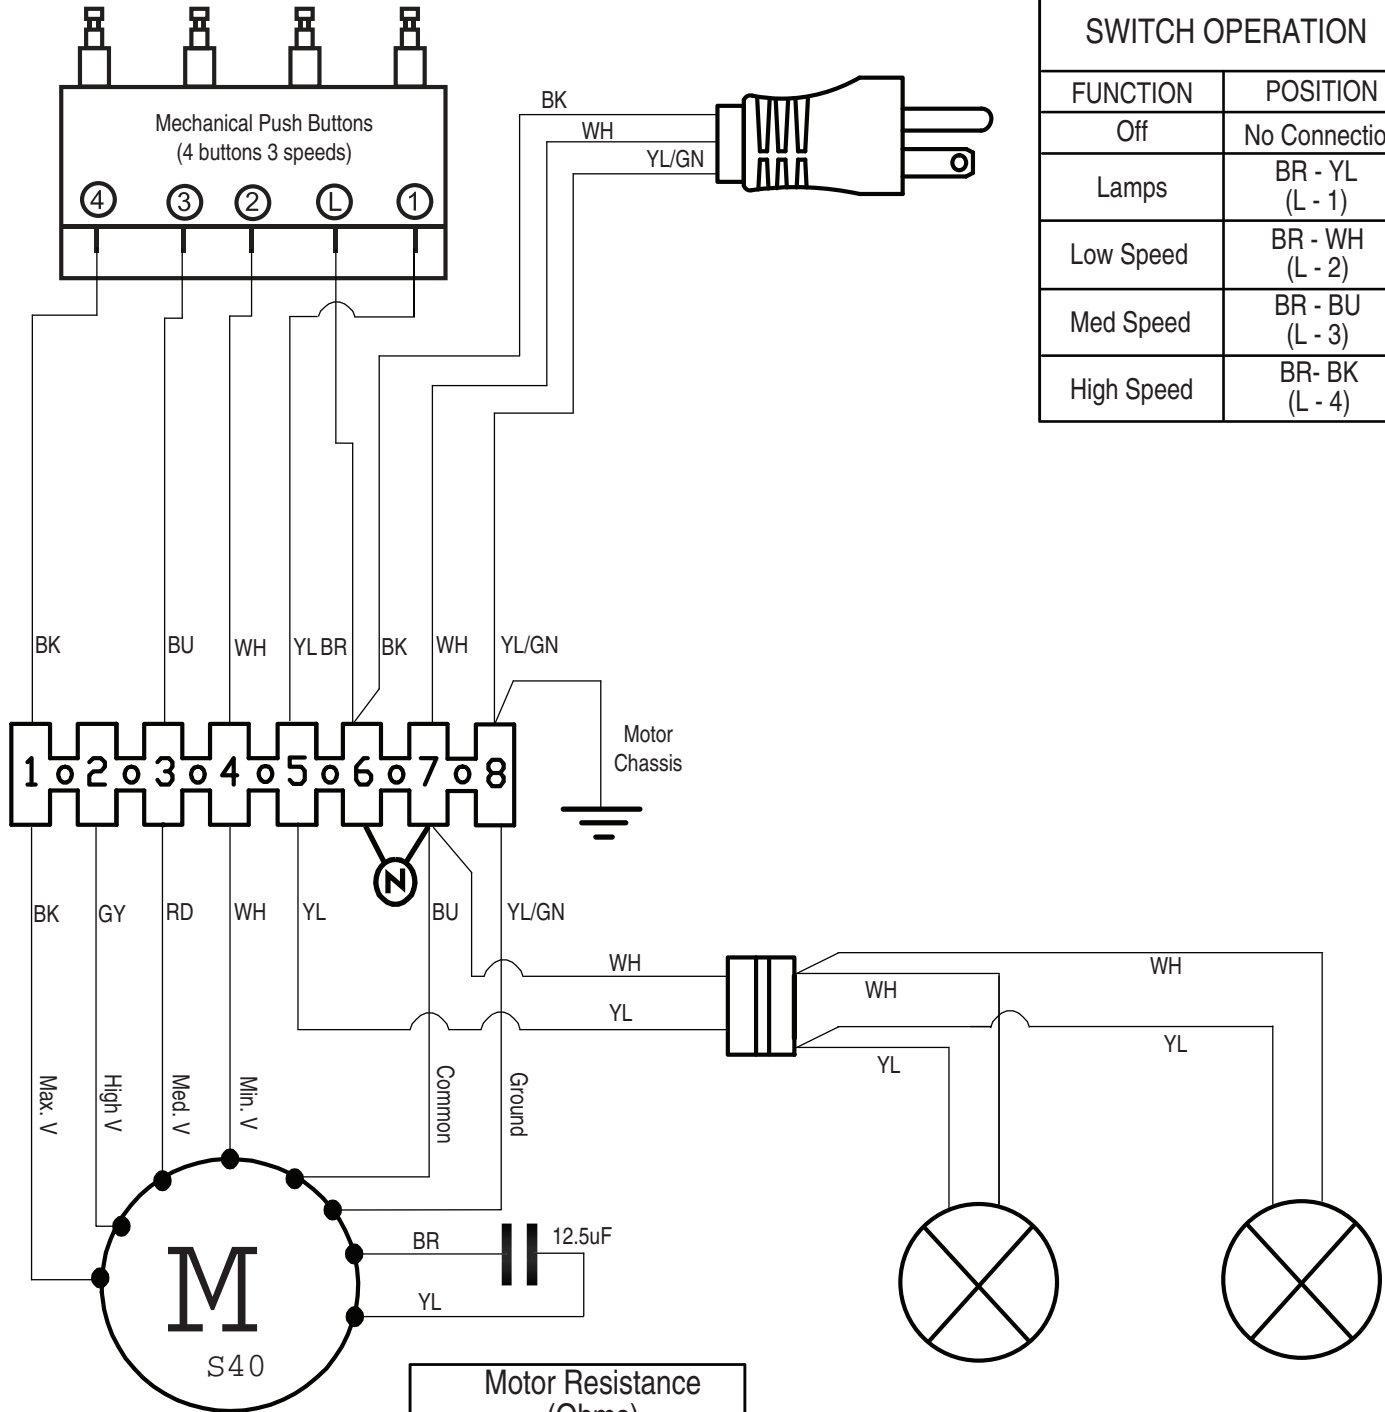 SWITCH OPERATION
FUNCTION POSITION
Off No Connectio
Lamps BR - YL
(L - 1)
Low Speed BR - WH
(L - 2)
Med Speed BR - BU
(L - 3)
High Speed BR- BK
(L - 4)
Mechanical Push Buttons
(4 buttons 3 speeds)
4 3 2 L 1
BK
WH
YL/GN
BK BU WH YL BR BK WH YL/GN
Motor
Chassis
1 2 3 4 5 6 7 8
N
BK GY RD WH YL BU YL/GN
WH
YL
WH
WH
YL
YL
Max. V
High V
Med. V
Min. V
Common
Ground
M
S40
BR
12.5uF
YL
Motor Resistance
(Ohms)